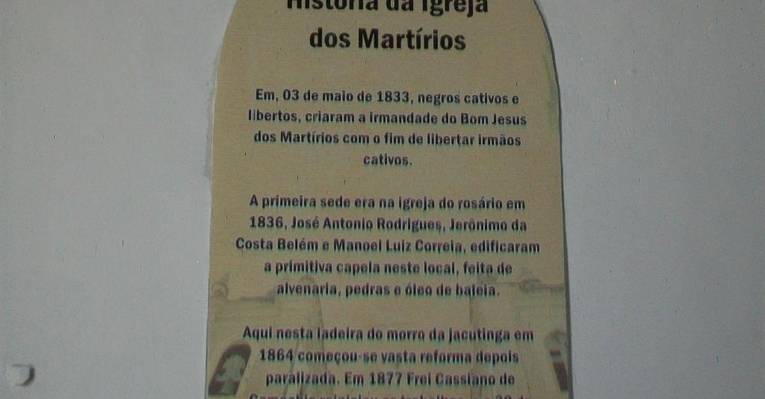 História da Igreja
dos Martírios
Em, 03 de maio de 1833, negros cativos e
libertos, criaram a irmandade do Bom Jesus
dos Martírios com o fim de libertar irmãos
cativos.
A primeira sede era na igreja do rosário em
1836, José Antonio Rodrigues, Jerônimo da
Costa Belém e Manoel Luiz Correia, edificaram
a primitiva capela neste local, feita de
alvenaria, pedras e óleo de baleia.
Aqui nesta ladeira do morro da jacutinga em
1864 começou-se vasta reforma depois
paralizada. Em 1877 Frei Cassiano de